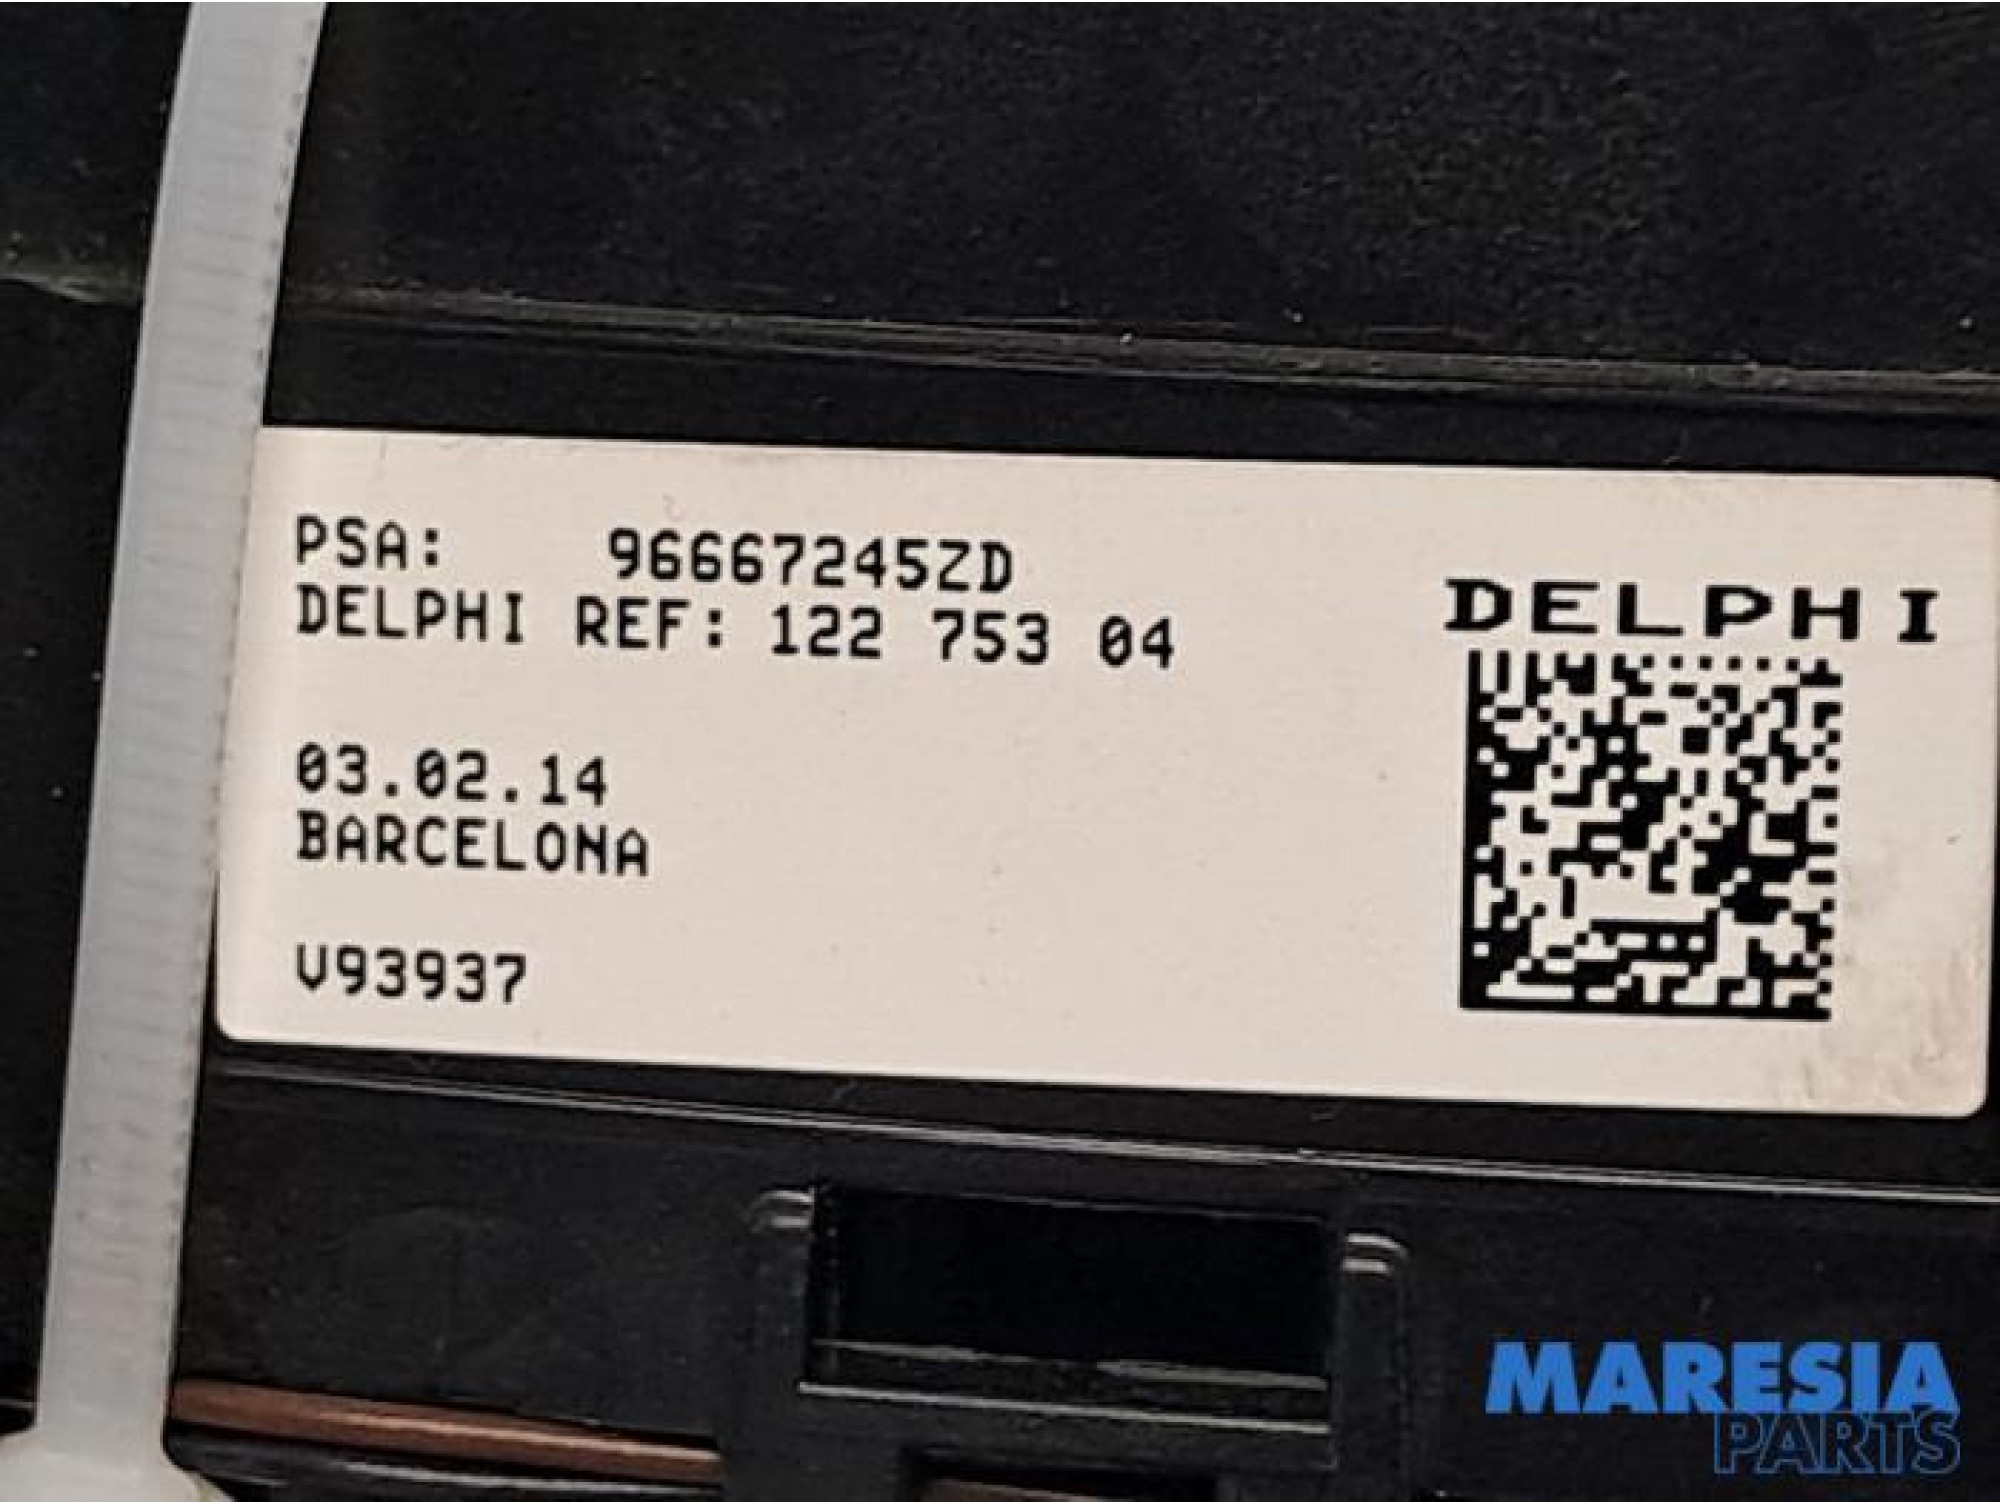 PSA: 96667245ZD
DELPHI REF: 122 753 04
DELPHI
03.02.14
BARCELONA
V93937
MARESIA
PARTS